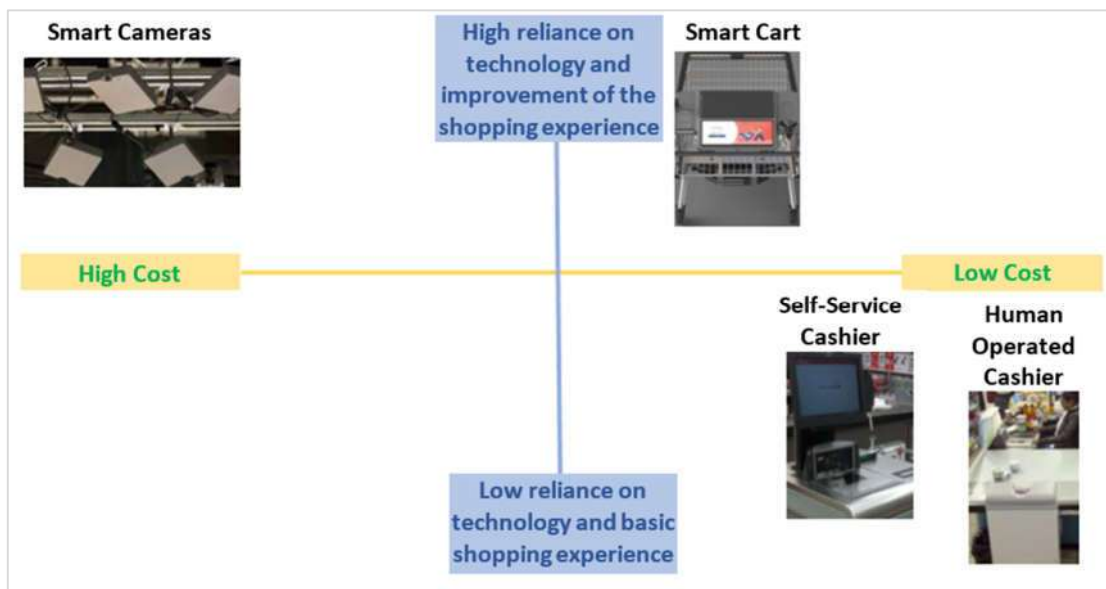 Smart Cameras
High reliance on
technology and
improvement of the
shopping experience
Smart Cart
High Cost
Low Cost
Self-Service
Cashier
Human
Operated
Cashier
Low reliance on
technology and basic
shopping experience